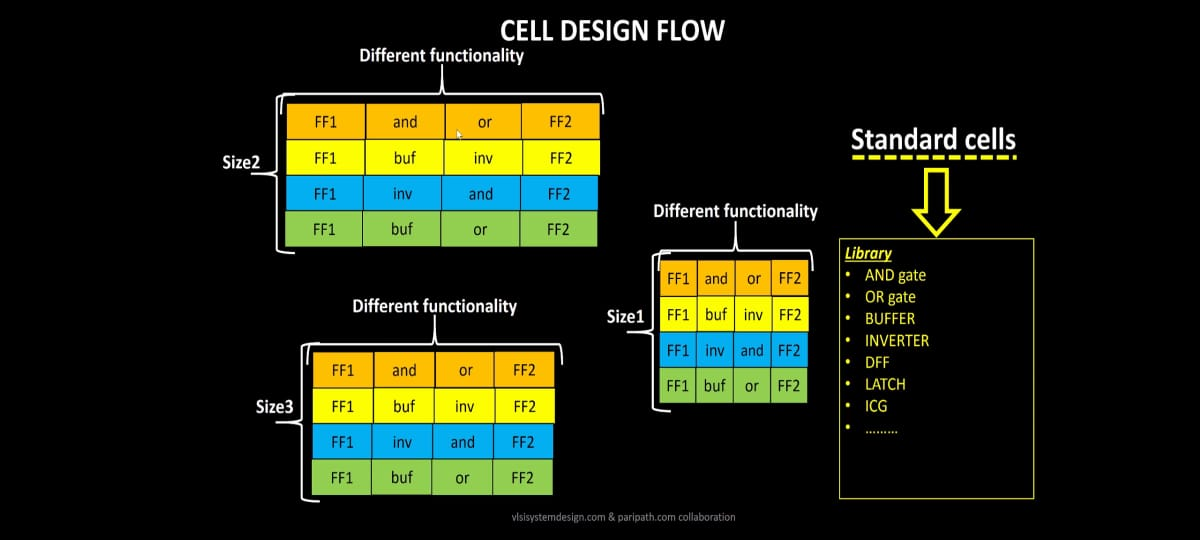 CELL DESIGN FLOW
Different functionality
Size2
FF1 and or FF2
FF1 buf inv FF2
FF1 inv and FF2
FF1 buf or FF2
Different functionality
Size3
FF1 and or FF2
FF1 buf inv FF2
FF1 inv and FF2
FF1 buf or FF2
Different functionality
Size1
FF1 and or FF2
FF1 buf inv FF2
FF1 inv and FF2
FF1 buf or FF2
Standard cells
Library
• AND gate
• OR gate
• BUFFER
• INVERTER
• DFF
• LATCH
• ICG
• .........
vlsisystemdesign.com & paripath.com collaboration